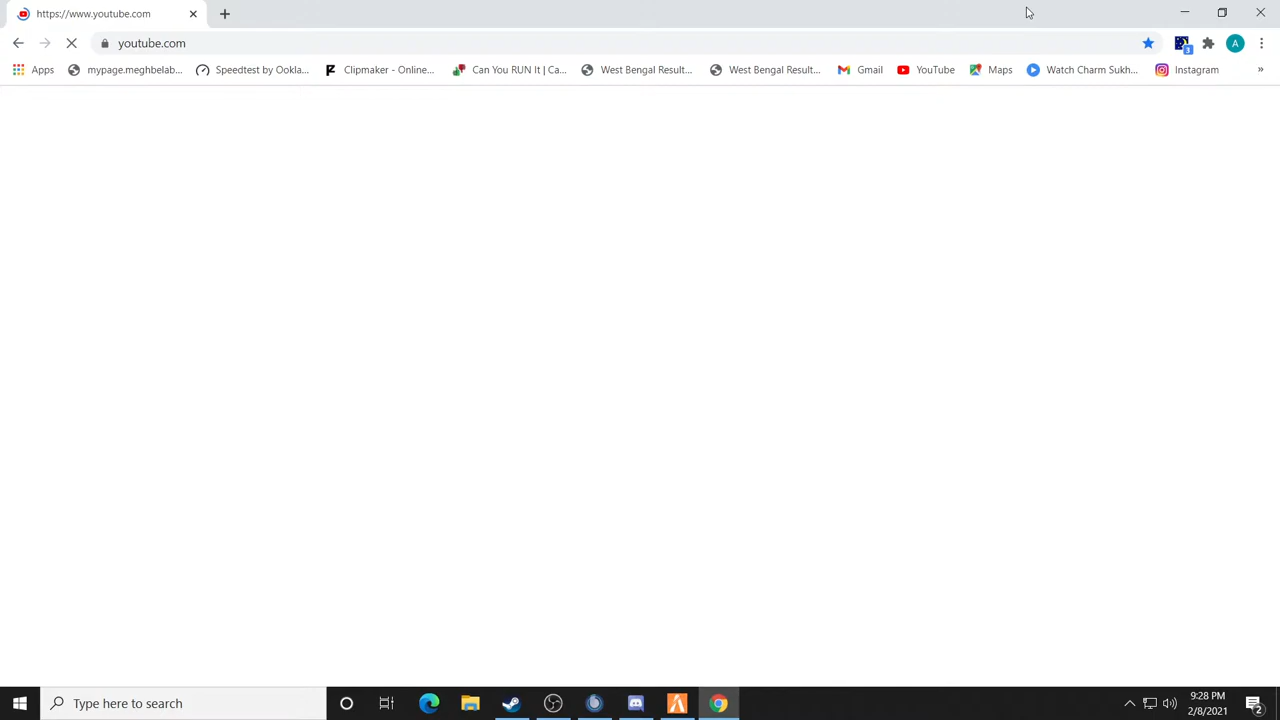 https://www.youtube.com
youtube.com
3
A
Apps
mypage.meghbelab...
Speedtest by Ookla...
Clipmaker - Online...
Can You RUN It | Ca...
West Bengal Result...
West Bengal Result...
Gmail
YouTube
Maps
Watch Charm Sukh...
Instagram
»
Type here to search
9:28 PM
2/8/2021
2